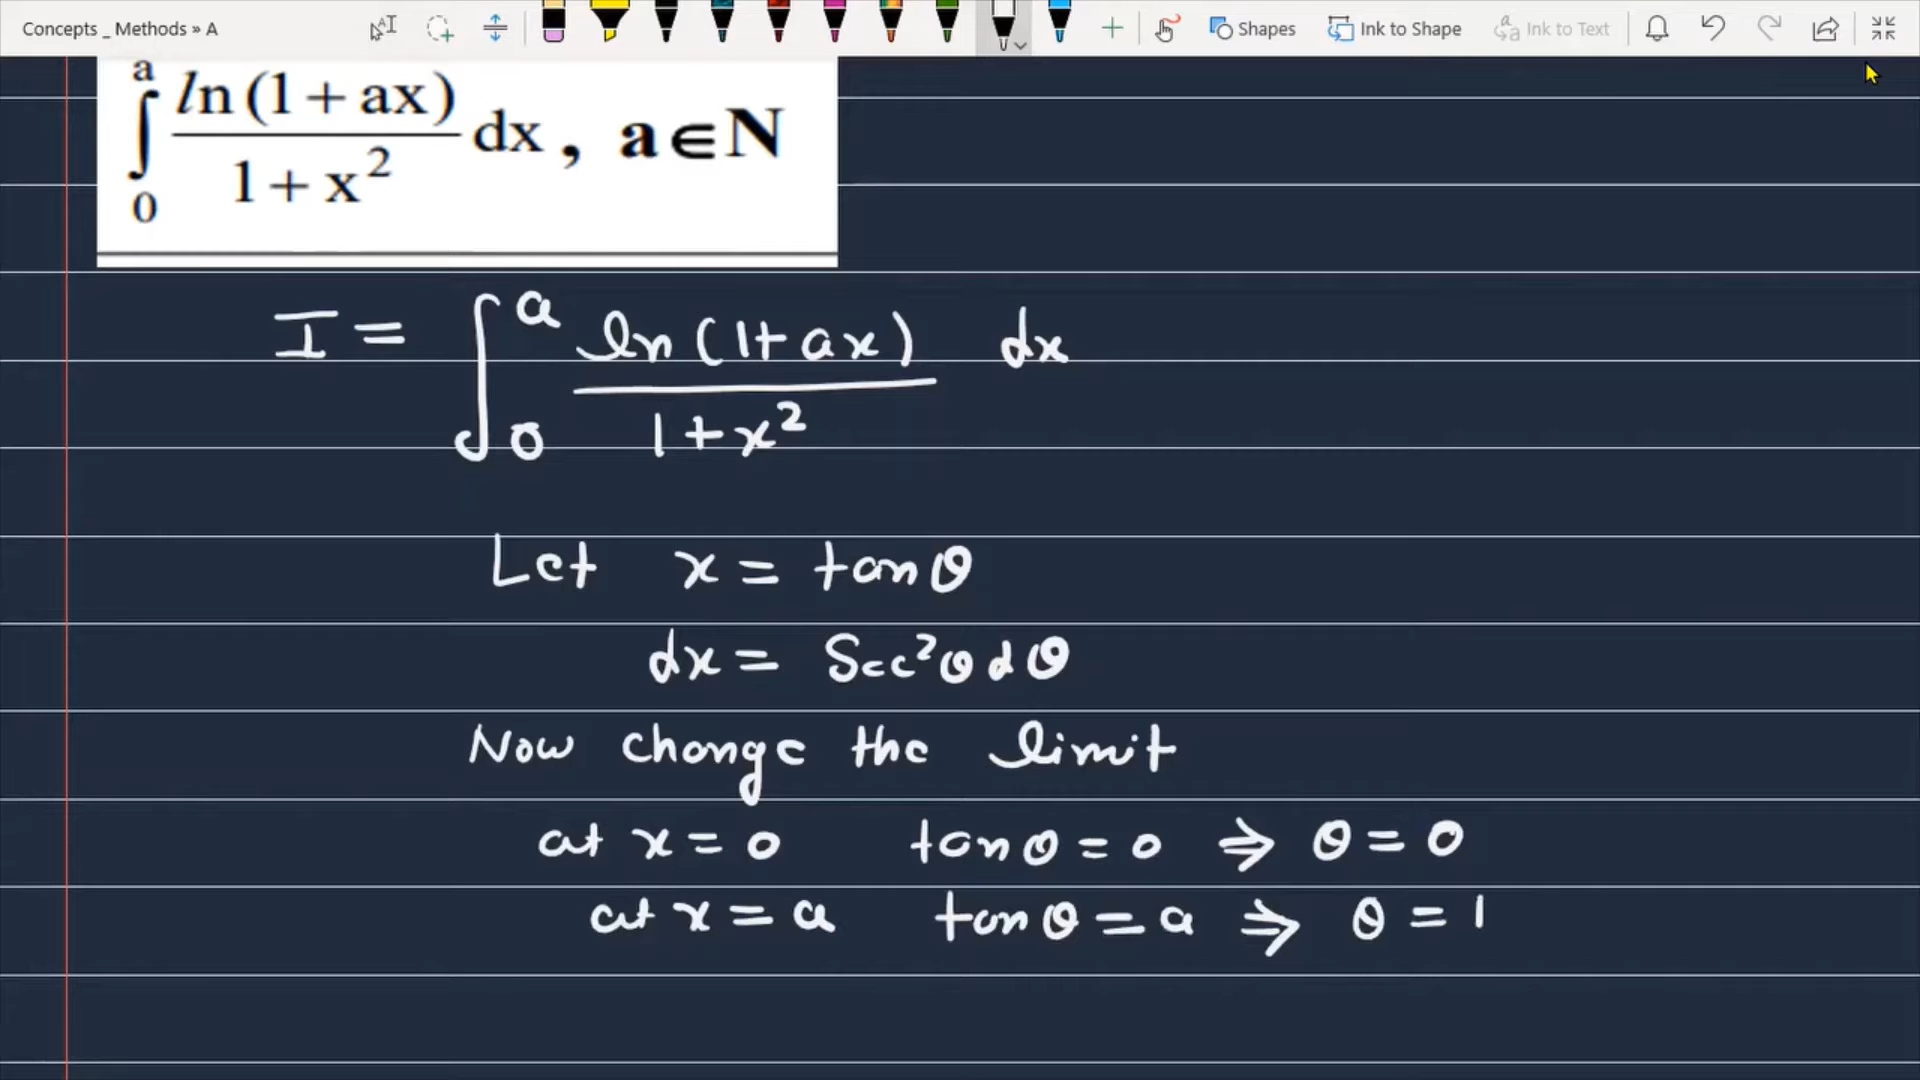 Concepts _ Methods » A
Shapes
Ink to Shape
Ink to Text
∫₀ᵃ ln(1+ax)/(1+x²) dx , a∈N
I = ∫₀ᵃ ln(1+ax)/(1+x²) dx
Let x = tanθ
dx = Sec²θdθ
Now change the limit
at x = 0 tanθ = 0 ⇒ θ = 0
at x = a tanθ = a ⇒ θ = 1